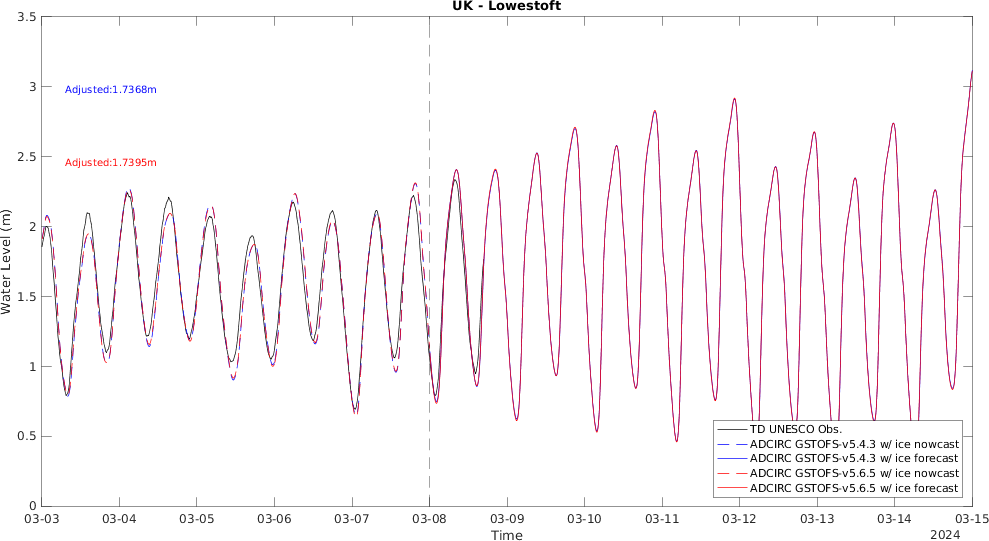 UK - Lowestoft
3.5
3
2.5
2
1.5
1
0.5
0
Water Level (m)
Adjusted:1.7368m
Adjusted:1.7395m
TD UNESCO Obs.
ADCIRC GSTOFS-v5.4.3 w/ ice nowcast
ADCIRC GSTOFS-v5.4.3 w/ ice forecast
ADCIRC GSTOFS-v5.6.5 w/ ice nowcast
ADCIRC GSTOFS-v5.6.5 w/ ice forecast
03-03 03-04 03-05 03-06 03-07 03-08 03-09 03-10 03-11 03-12 03-13 03-14 03-15
Time
2024